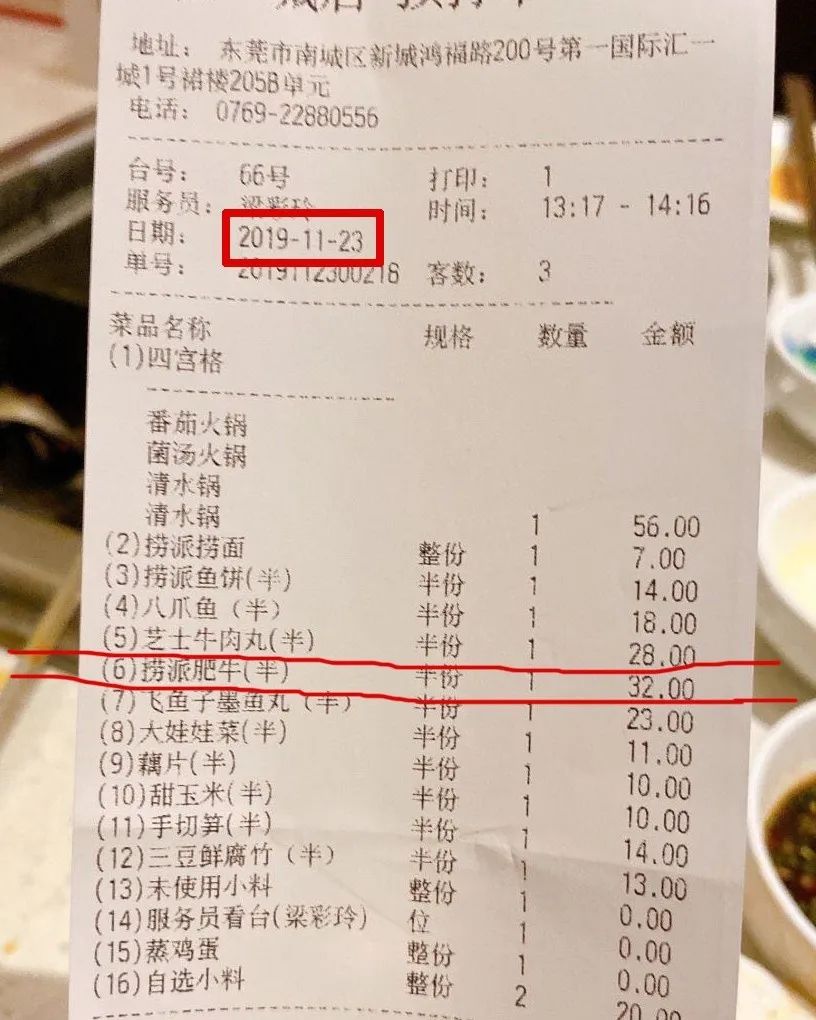 地址： 东莞市南城区新城鸿福路200号第一国际汇一
城1号裙楼205B单元
电话： 0769-22880556
台号： 66号 打印： 1
服务员： 梁彩玲 时间： 13:17 - 14:16
日期： 2019-11-23
单号： 2019112300218 客数： 3
菜品名称 规格 数量 金额
(1)四宫格
番茄火锅
菌汤火锅
清水锅
清水锅 1 56.00
(2)捞派捞面 整份 1 7.00
(3)捞派鱼饼(半) 半份 1 14.00
(4)八爪鱼（半） 半份 1 18.00
(5)芝士牛肉丸(半) 半份 1 28.00
(6)捞派肥牛(半) 半份 1 32.00
(7)飞鱼子墨鱼丸（半） 半份 1 23.00
(8)大娃娃菜(半) 半份 1 11.00
(9)藕片(半) 半份 1 10.00
(10)甜玉米(半) 半份 1 10.00
(11)手切笋(半) 半份 1 14.00
(12)三豆鲜腐竹（半） 半份 1 13.00
(13)未使用小料 整份 1 0.00
(14)服务员看台(梁彩玲) 位 1 0.00
(15)蒸鸡蛋 整份 1 0.00
(16)自选小料 整份 2 20.00